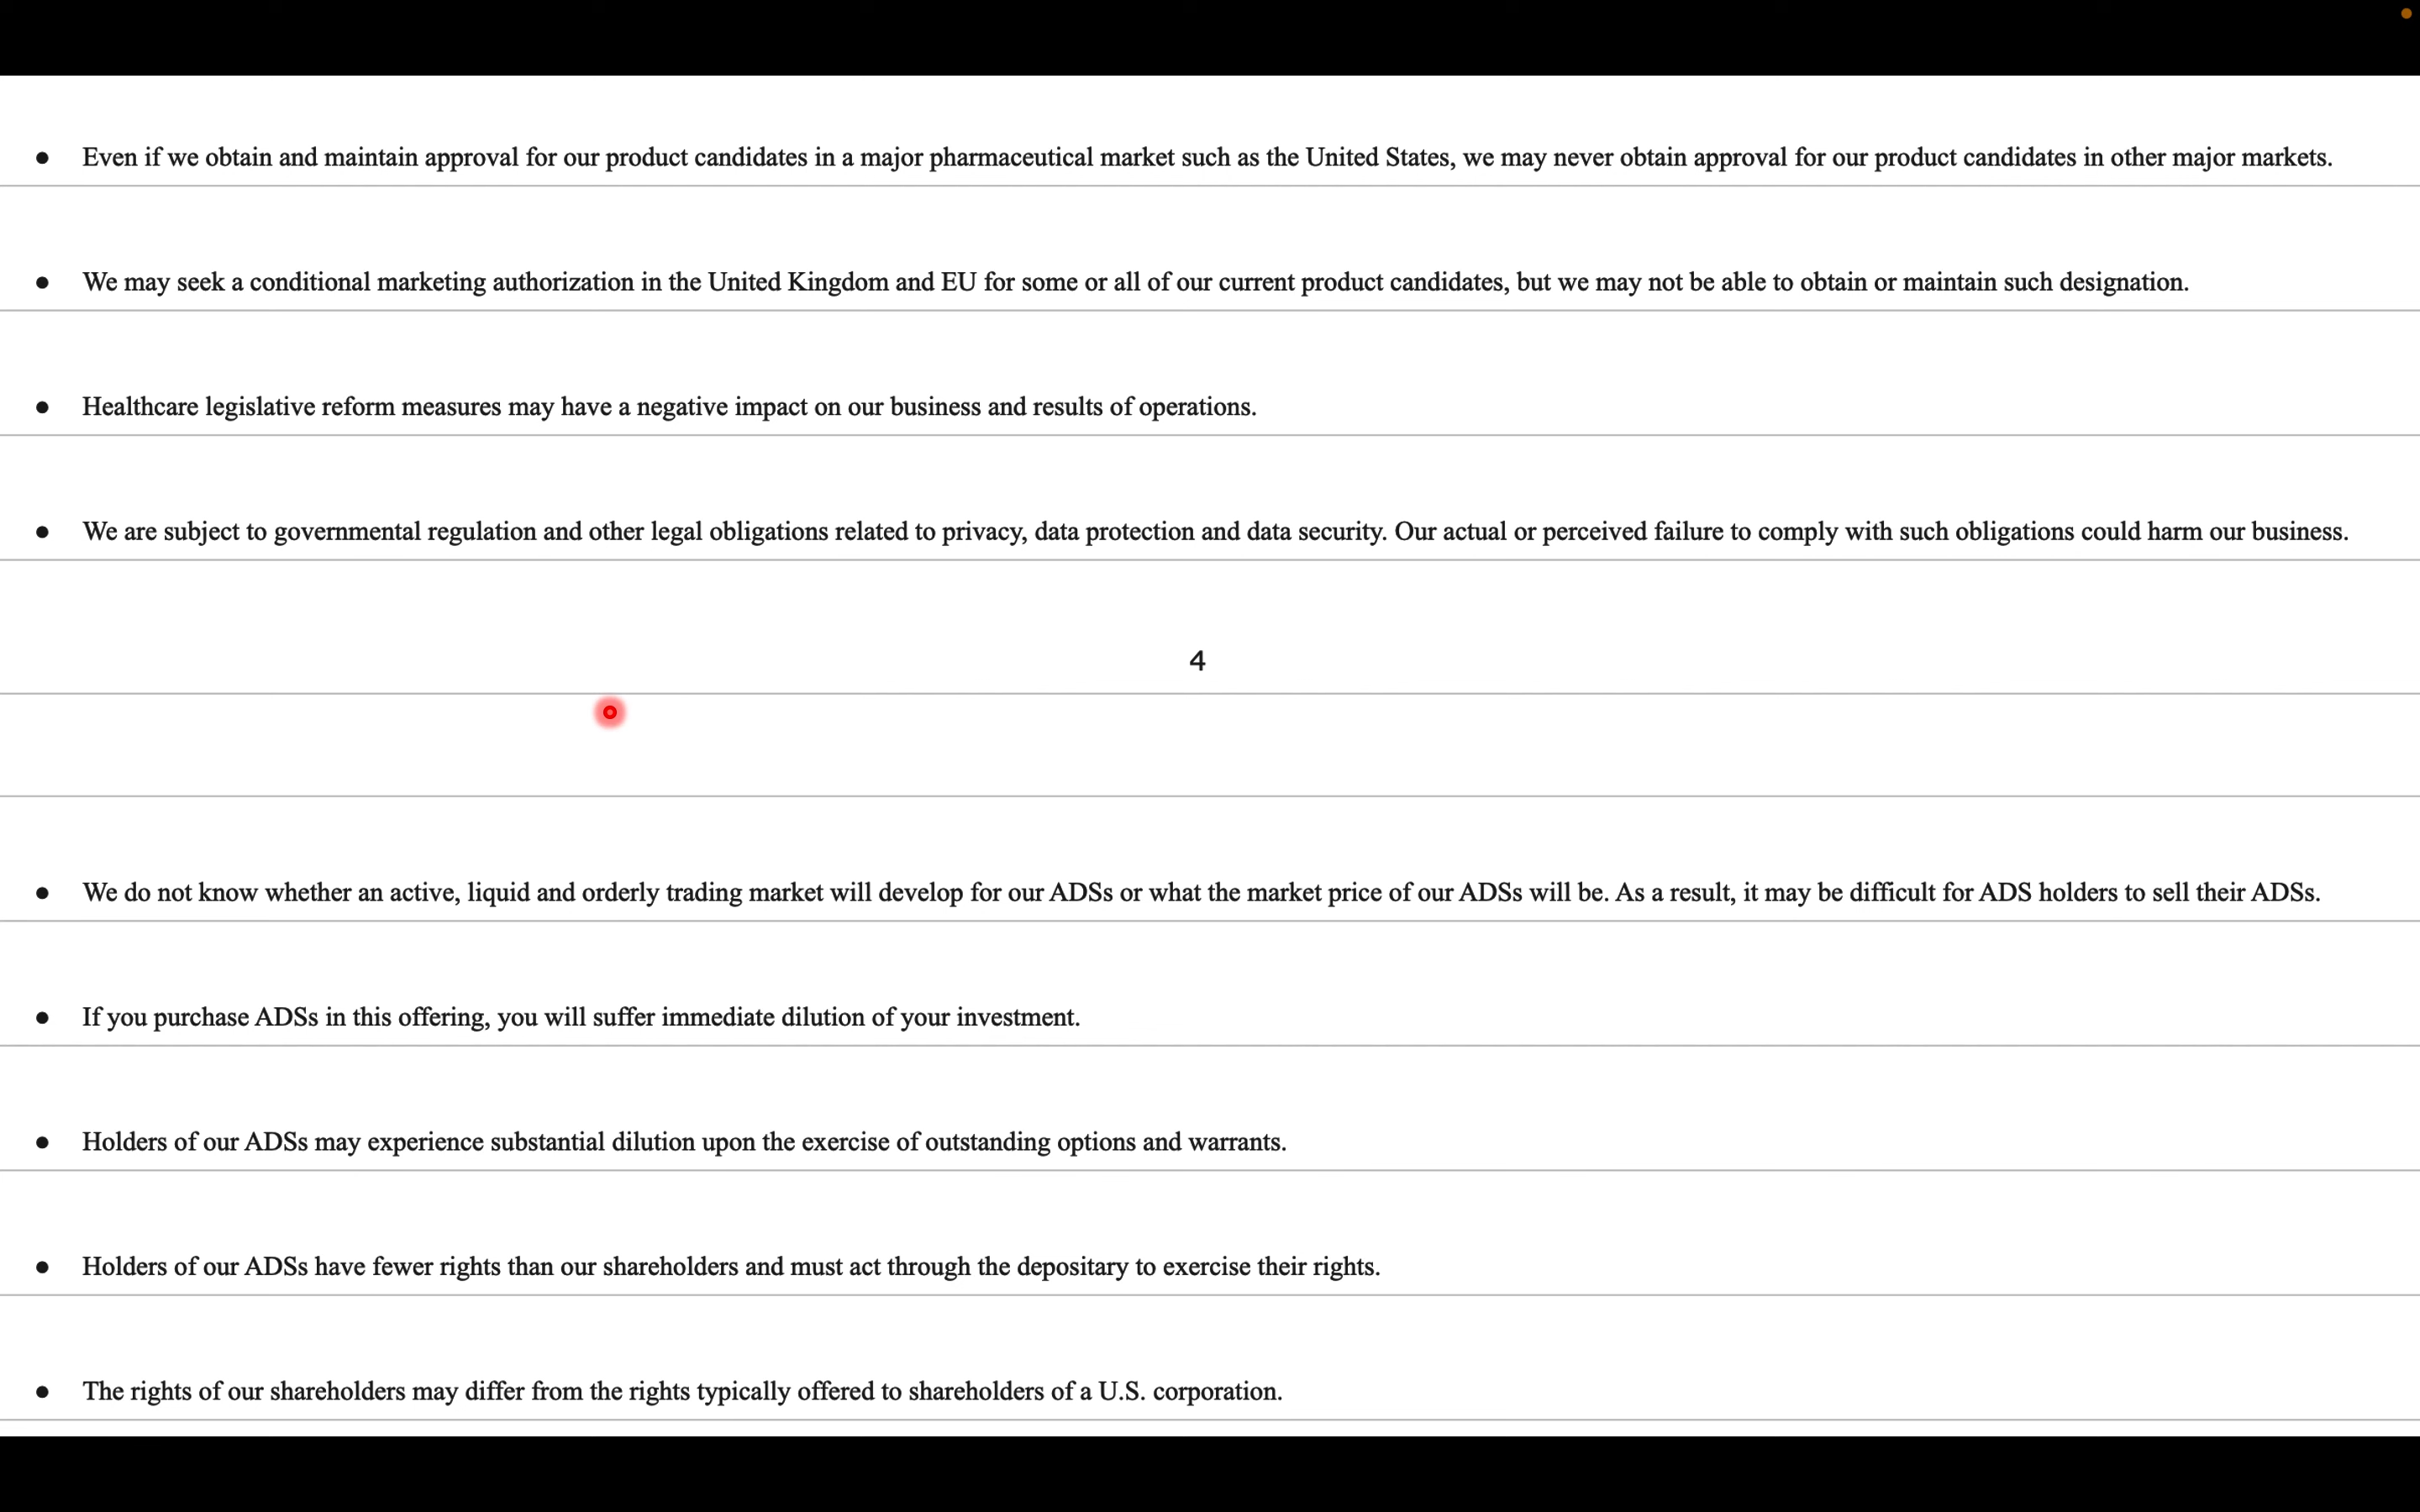 ● Even if we obtain and maintain approval for our product candidates in a major pharmaceutical market such as the United States, we may never obtain approval for our product candidates in other major markets.
● We may seek a conditional marketing authorization in the United Kingdom and EU for some or all of our current product candidates, but we may not be able to obtain or maintain such designation.
● Healthcare legislative reform measures may have a negative impact on our business and results of operations.
● We are subject to governmental regulation and other legal obligations related to privacy, data protection and data security. Our actual or perceived failure to comply with such obligations could harm our business.
4
● We do not know whether an active, liquid and orderly trading market will develop for our ADSs or what the market price of our ADSs will be. As a result, it may be difficult for ADS holders to sell their ADSs.
● If you purchase ADSs in this offering, you will suffer immediate dilution of your investment.
● Holders of our ADSs may experience substantial dilution upon the exercise of outstanding options and warrants.
● Holders of our ADSs have fewer rights than our shareholders and must act through the depositary to exercise their rights.
● The rights of our shareholders may differ from the rights typically offered to shareholders of a U.S. corporation.